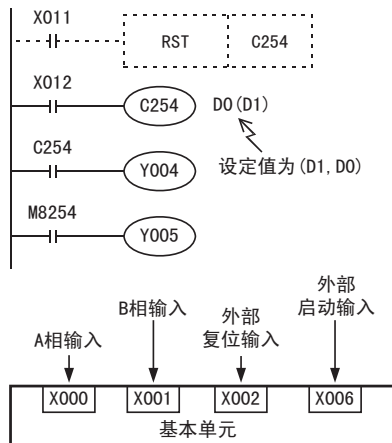 X011
RST C254
X012
C254 D0(D1)
C254
Y004 设定值为(D1, D0)
M8254
Y005
外部
启动输入
B相输入
外部
复位输入
A相输入
X000 X001 X002 X006
基本单元